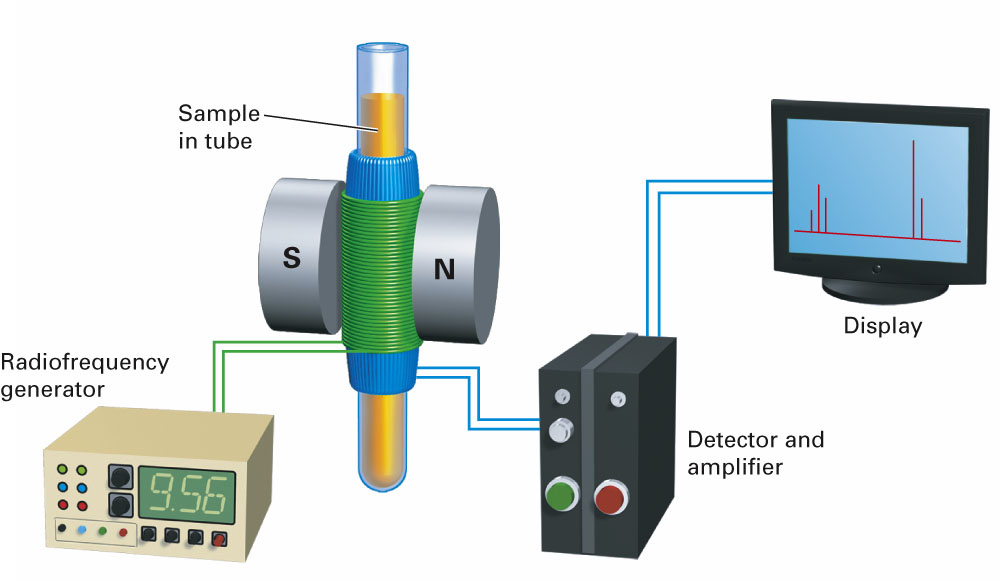 Sample
in tube
S
N
Display
Radiofrequency
generator
Detector and
amplifier
9.56